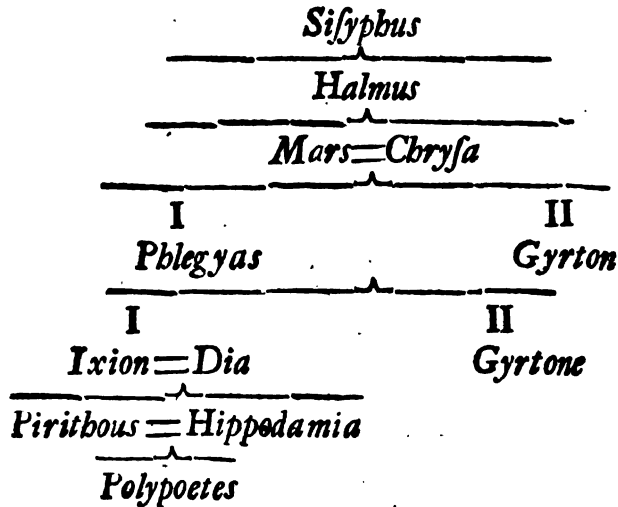 Siſyphus
Halmus
Mars=Chryſa
I II
Phlegyas Gyrton
I II
Ixion=Dia Gyrtone
Pirithous=Hippodamia
Polypoetes